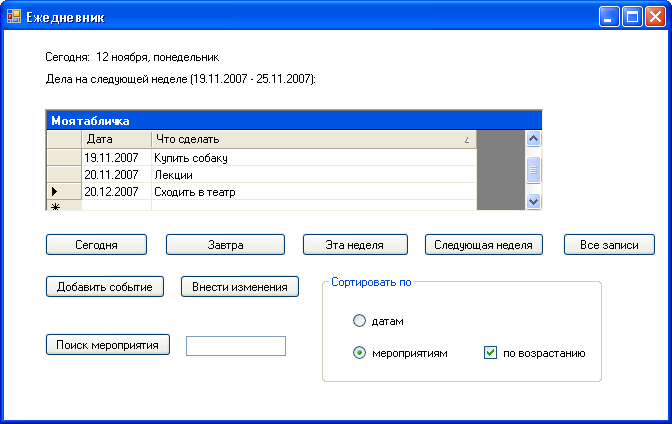 Ежедневник
Сегодня: 12 ноября, понедельник
Дела на следующей неделе (19.11.2007 - 25.11.2007):
Моя табличка
Дата Что сделать
19.11.2007 Купить собаку
20.11.2007 Лекции
20.12.2007 Сходить в театр
Сегодня Завтра Эта неделя Следующая неделя Все записи
Добавить событие Внести изменения
Сортировать по
датам
Поиск мероприятия
мероприятиям по возрастанию